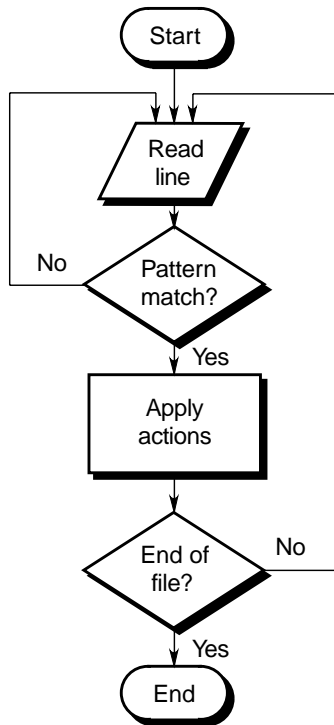 Start
Read
line
No
Pattern
match?
Yes
Apply
actions
End of
file?
No
Yes
End